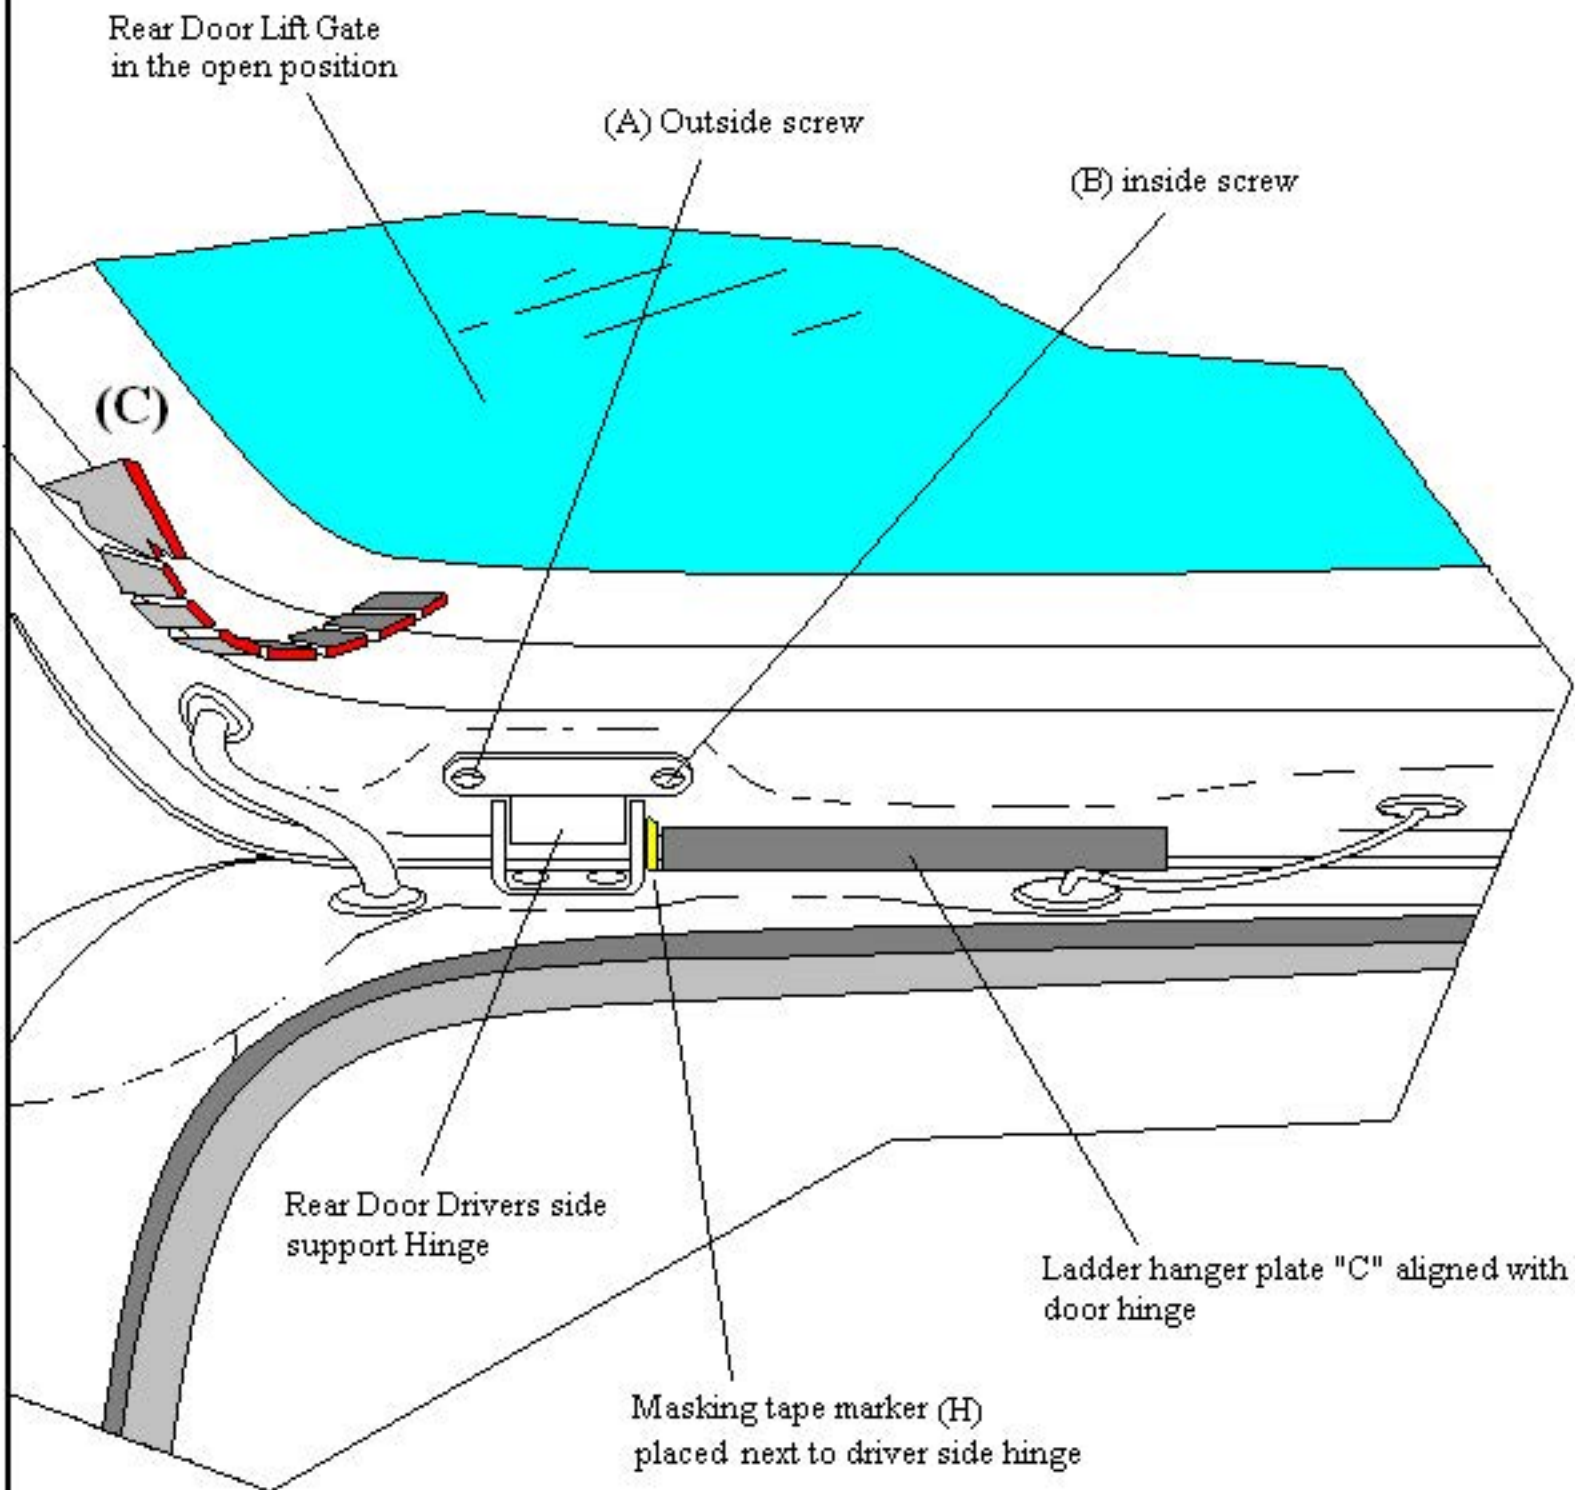 Rear Door Lift Gate
in the open position
(A) Outside screw
(B) inside screw
(C)
Rear Door Drivers side
support Hinge
Ladder hanger plate "C" aligned with
door hinge
Masking tape marker (H)
placed next to driver side hinge